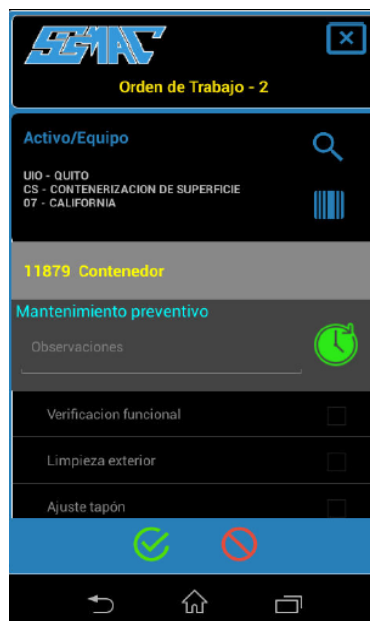 SISMAC
Orden de Trabajo - 2
Activo/Equipo
UIO - QUITO
CS - CONTENERIZACION DE SUPERFICIE
07 - CALIFORNIA
11879 Contenedor
Mantenimiento preventivo
Observaciones
Verificacion funcional
Limpieza exterior
Ajuste tapón